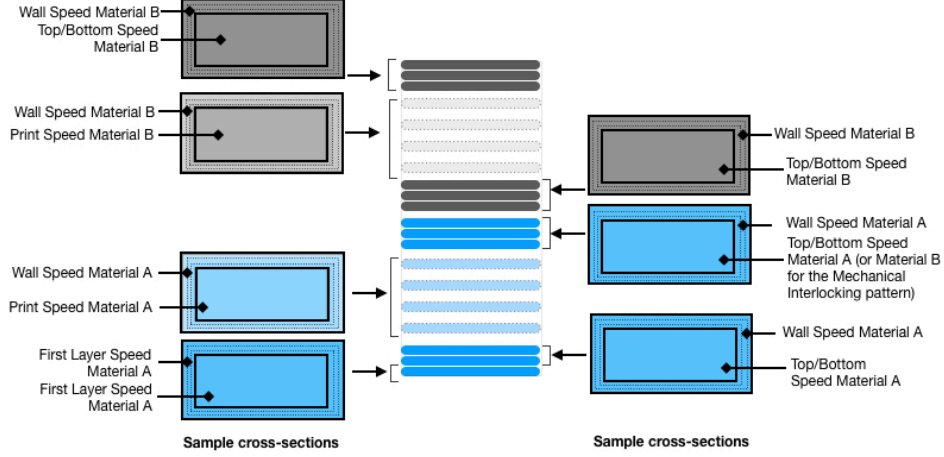 Wall Speed Material B
Top/Bottom Speed
Material B
Wall Speed Material B
Print Speed Material B
Wall Speed Material A
Print Speed Material A
First Layer Speed
Material A
First Layer Speed
Material A
Sample cross-sections
Wall Speed Material B
Top/Bottom Speed
Material B
Wall Speed Material A
Top/Bottom Speed
Material A (or Material B
for the Mechanical
Interlocking pattern)
Wall Speed Material A
Top/Bottom
Speed Material A
Sample cross-sections